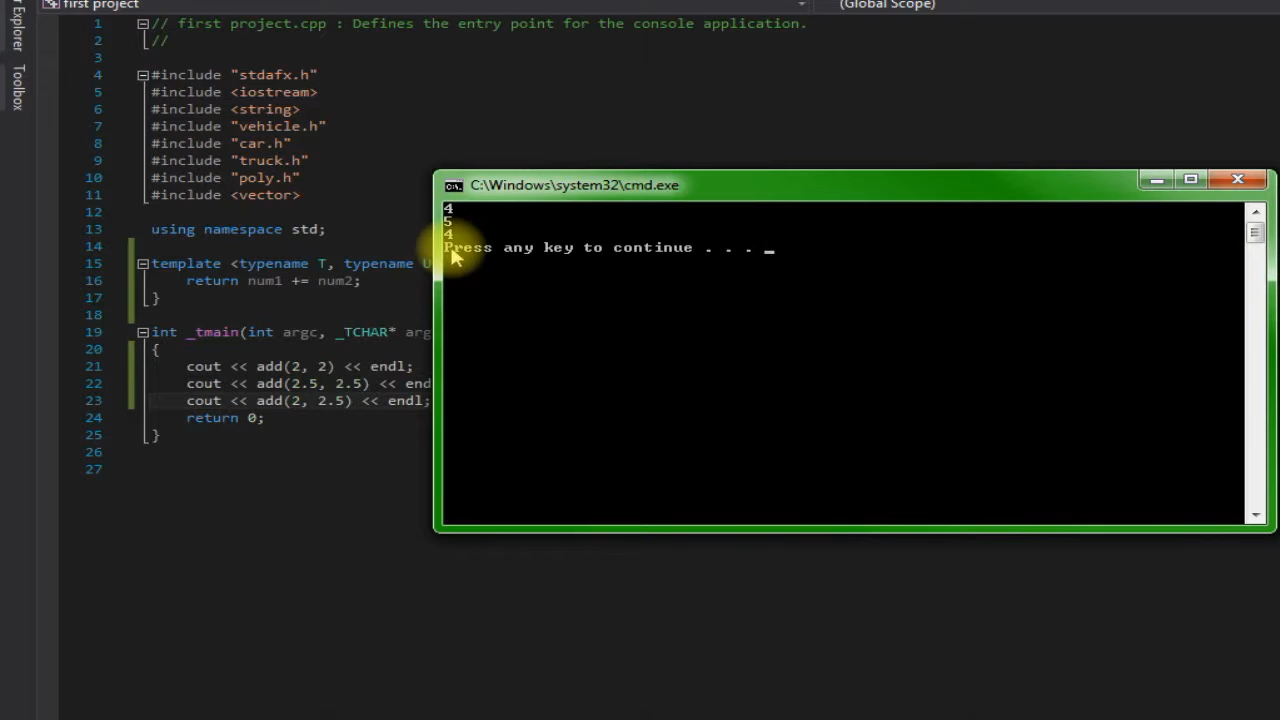 first project
(Global Scope)
Explorer
Toolbox
1 // first project.cpp : Defines the entry point for the console application.
2 //
3
4 #include "stdafx.h"
5 #include <iostream>
6 #include <string>
7 #include "vehicle.h"
8 #include "car.h"
9 #include "truck.h"
10 #include "poly.h"
11 #include <vector>
12
13 using namespace std;
14
15 template <typename T, typename U
16 return num1 += num2;
17 }
18
19 int _tmain(int argc, _TCHAR* arg
20 {
21 cout << add(2, 2) << endl;
22 cout << add(2.5, 2.5) << end
23 cout << add(2, 2.5) << endl;
24 return 0;
25 }
26
27
C:\Windows\system32\cmd.exe
4
5
4
Press any key to continue . . . _